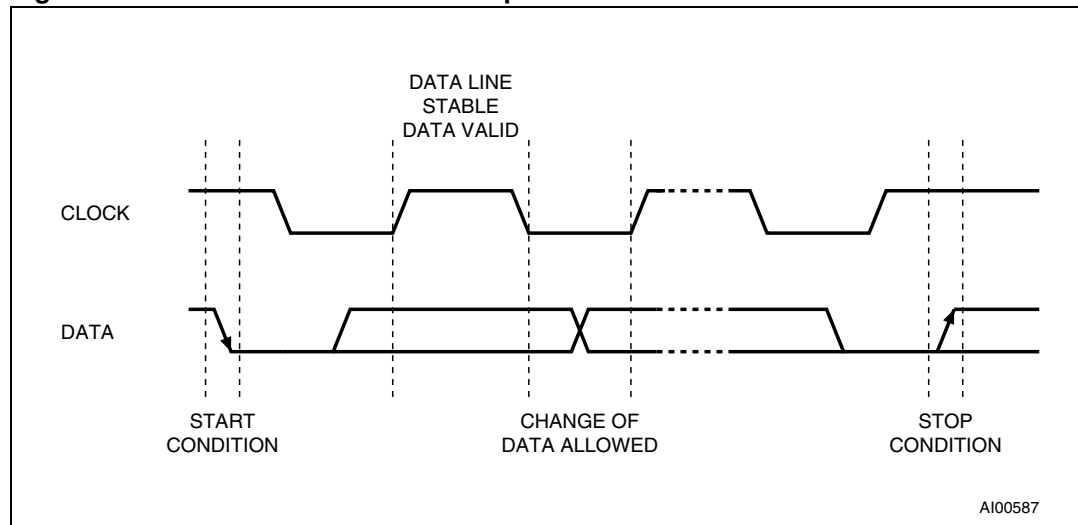 DATA LINE
STABLE
DATA VALID
CLOCK
DATA
START
CONDITION
CHANGE OF
DATA ALLOWED
STOP
CONDITION
AI00587